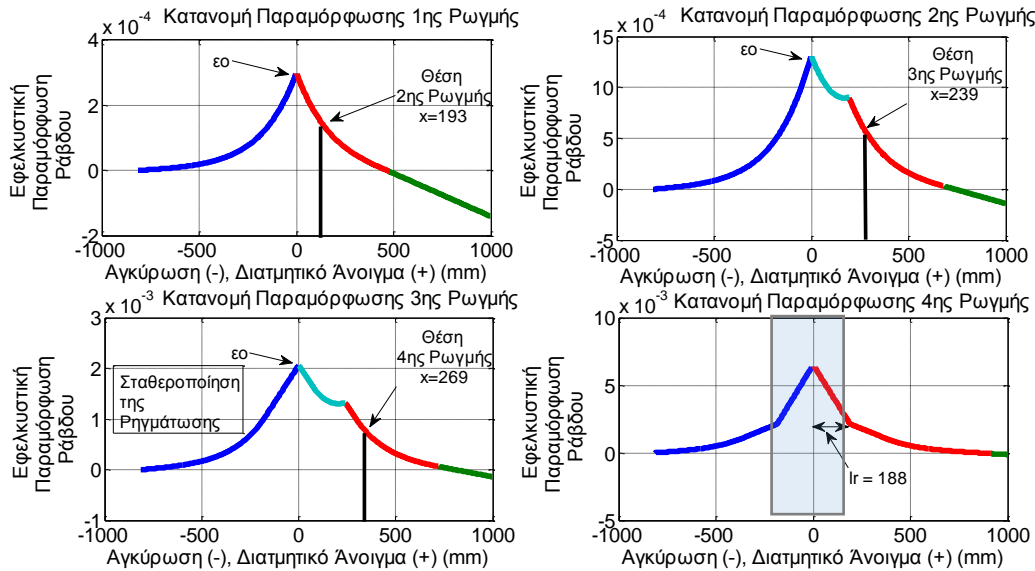 x 10^-4 Κατανομή Παραμόρφωσης 1ης Ρωγμής
Εφελκυστική
Παραμόρφωση
Ράβδου
4
2
0
-2
εο
Θέση
2ης Ρωγμής
x=193
-1000 -500 0 500 1000
Αγκύρωση (-), Διατμητικό Άνοιγμα (+) (mm)
x 10^-4 Κατανομή Παραμόρφωσης 2ης Ρωγμής
Εφελκυστική
Παραμόρφωση
Ράβδου
15
10
5
0
-5
εο
Θέση
3ης Ρωγμής
x=239
-1000 -500 0 500 1000
Αγκύρωση (-), Διατμητικό Άνοιγμα (+) (mm)
x 10^-3 Κατανομή Παραμόρφωσης 3ης Ρωγμής
Εφελκυστική
Παραμόρφωση
Ράβδου
3
2
1
0
-1
εο
Θέση
4ης Ρωγμής
x=269
Σταθεροποίηση
της
Ρηγμάτωσης
-1000 -500 0 500 1000
Αγκύρωση (-), Διατμητικό Άνοιγμα (+) (mm)
x 10^-3 Κατανομή Παραμόρφωσης 4ης Ρωγμής
Εφελκυστική
Παραμόρφωση
Ράβδου
10
5
0
-5
lr = 188
-1000 -500 0 500 1000
Αγκύρωση (-), Διατμητικό Άνοιγμα (+) (mm)